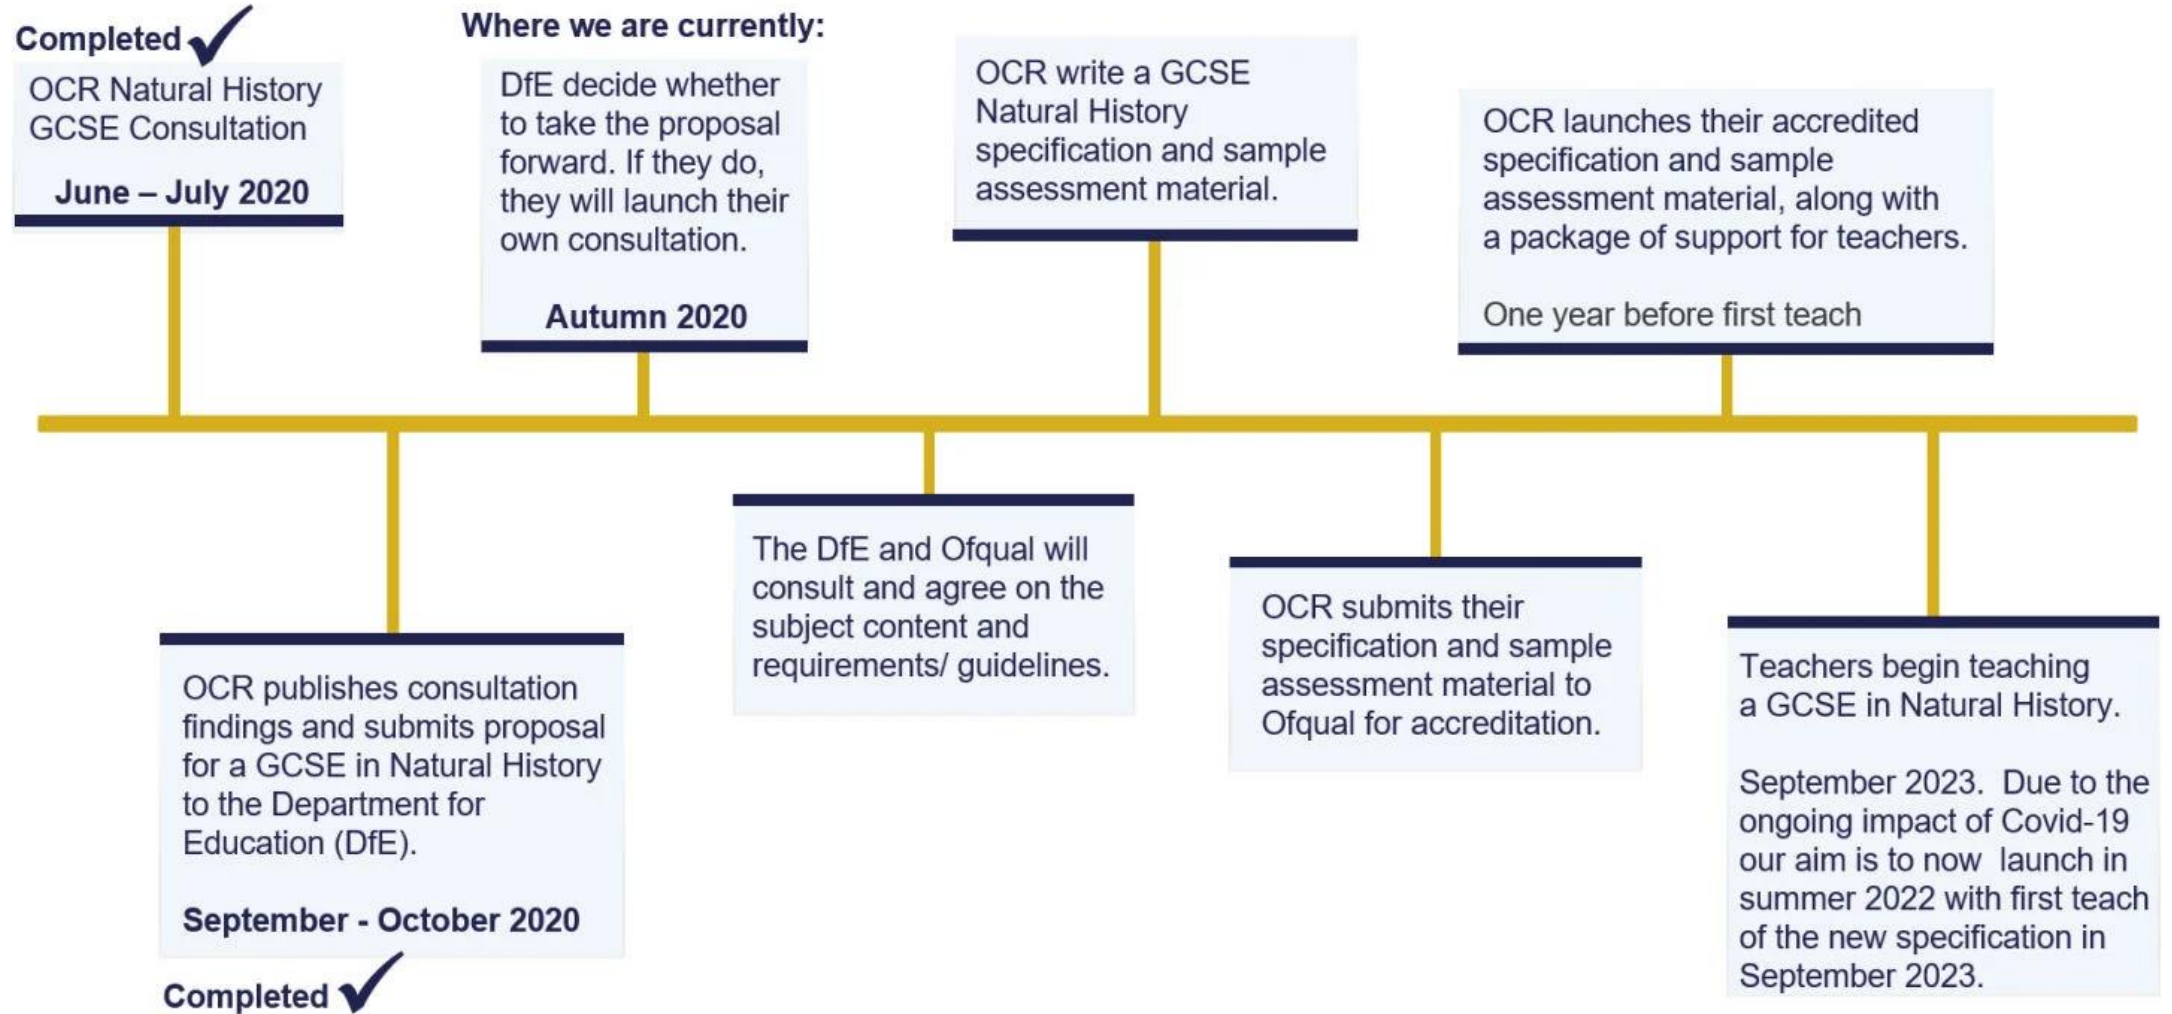 Completed
OCR Natural History
GCSE Consultation
June – July 2020
OCR publishes consultation
findings and submits proposal
for a GCSE in Natural History
to the Department for
Education (DfE).
September - October 2020
Completed
Where we are currently:
DfE decide whether
to take the proposal
forward. If they do,
they will launch their
own consultation.
Autumn 2020
The DfE and Ofqual will
consult and agree on the
subject content and
requirements/ guidelines.
OCR write a GCSE
Natural History
specification and sample
assessment material.
OCR submits their
specification and sample
assessment material to
Ofqual for accreditation.
OCR launches their accredited
specification and sample
assessment material, along with
a package of support for teachers.
One year before first teach
Teachers begin teaching
a GCSE in Natural History.
September 2023.  Due to the
ongoing impact of Covid-19
our aim is to now  launch in
summer 2022 with first teach
of the new specification in
September 2023.